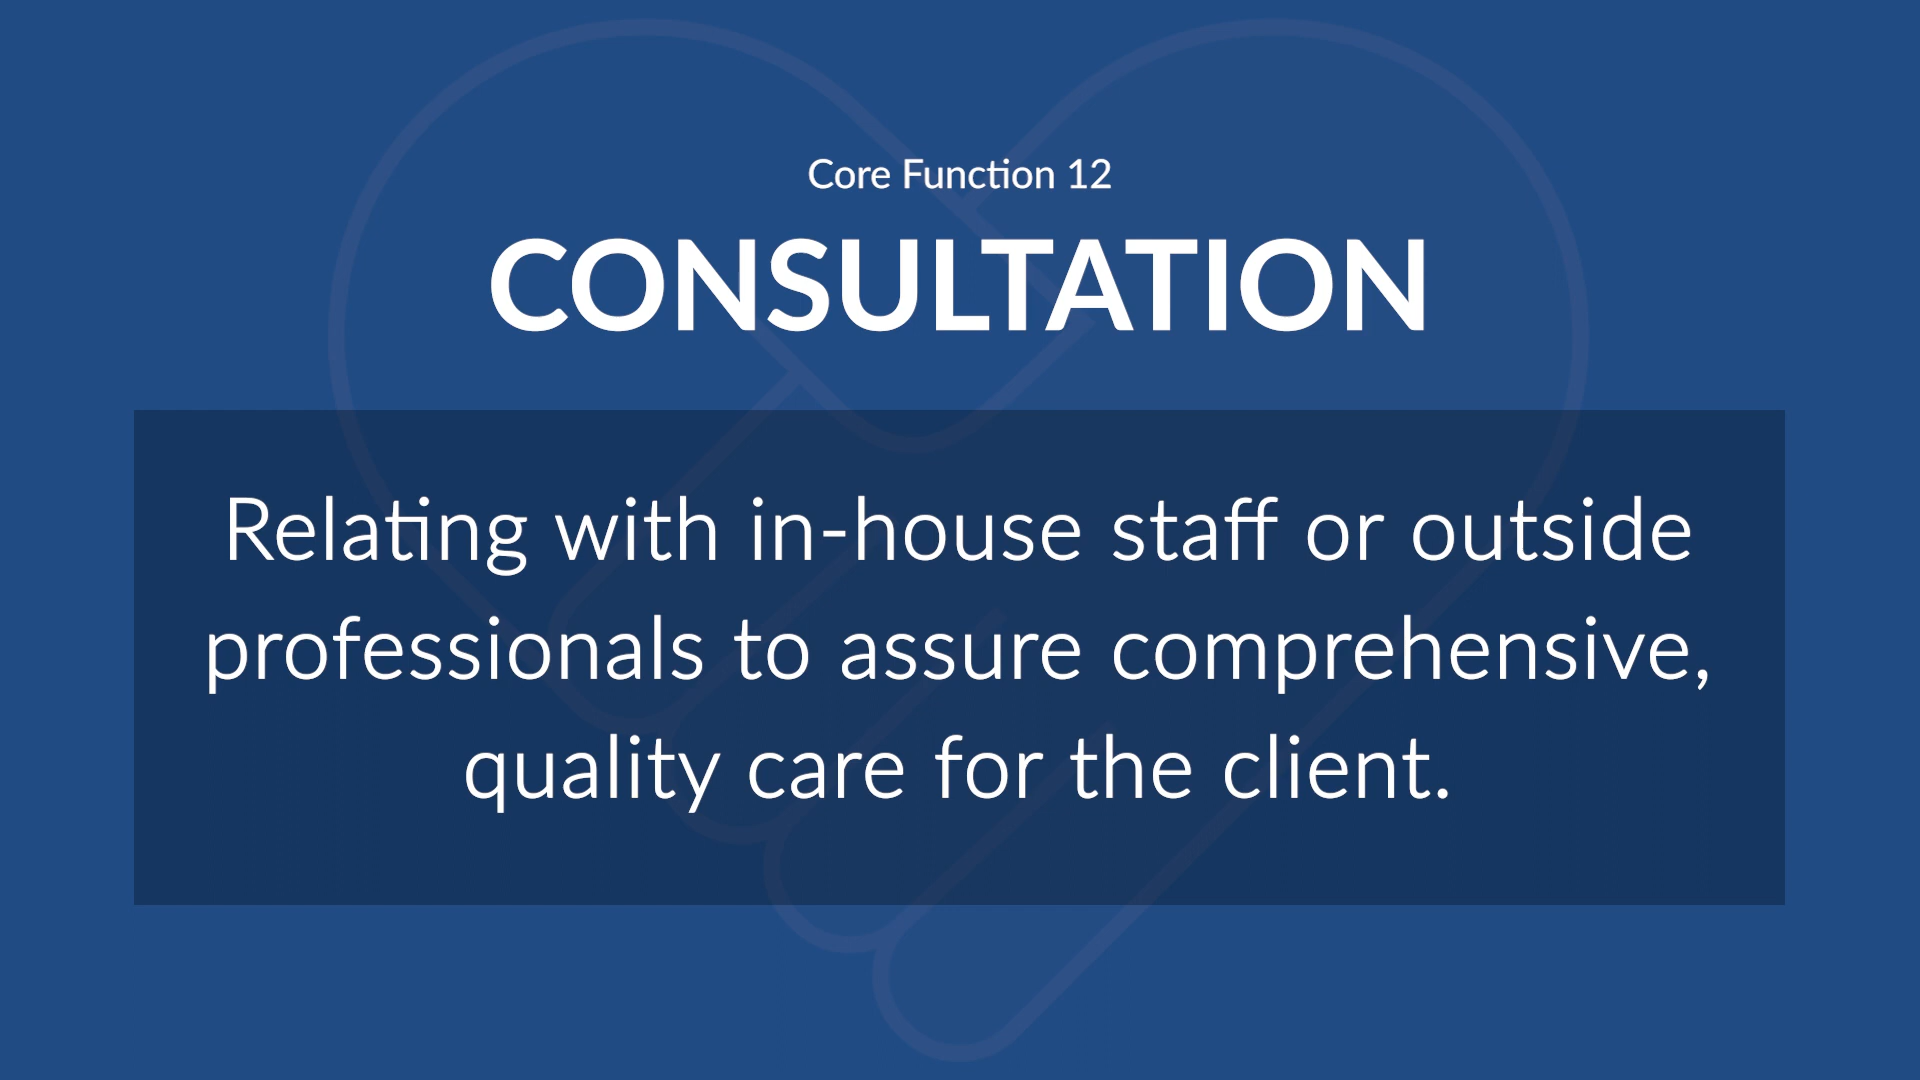 Core Function 12
CONSULTATION
Relating with in-house staff or outside
professionals to assure comprehensive,
quality care for the client.